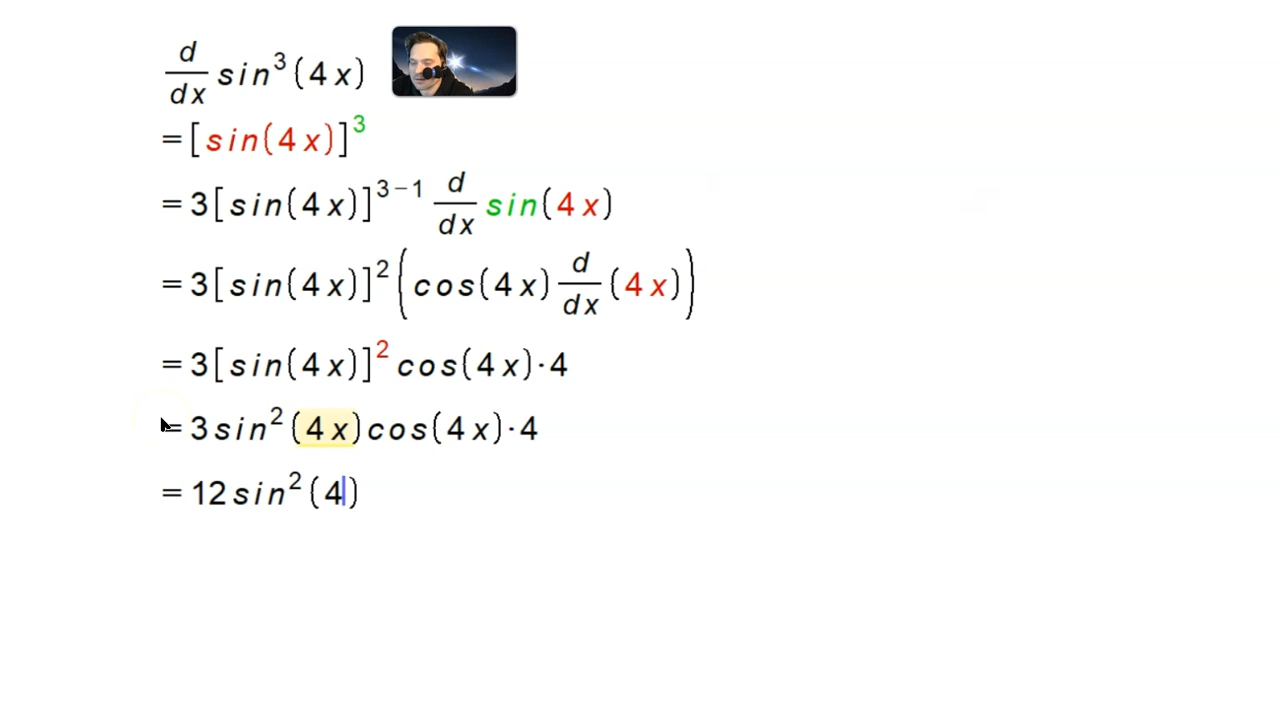 d/dx sin³(4x)
=[sin(4x)]³
=3[sin(4x)]³⁻¹ d/dx sin(4x)
=3[sin(4x)]²(cos(4x) d/dx (4x))
=3[sin(4x)]² cos(4x)·4
=3sin²(4x)cos(4x)·4
=12sin²(4)